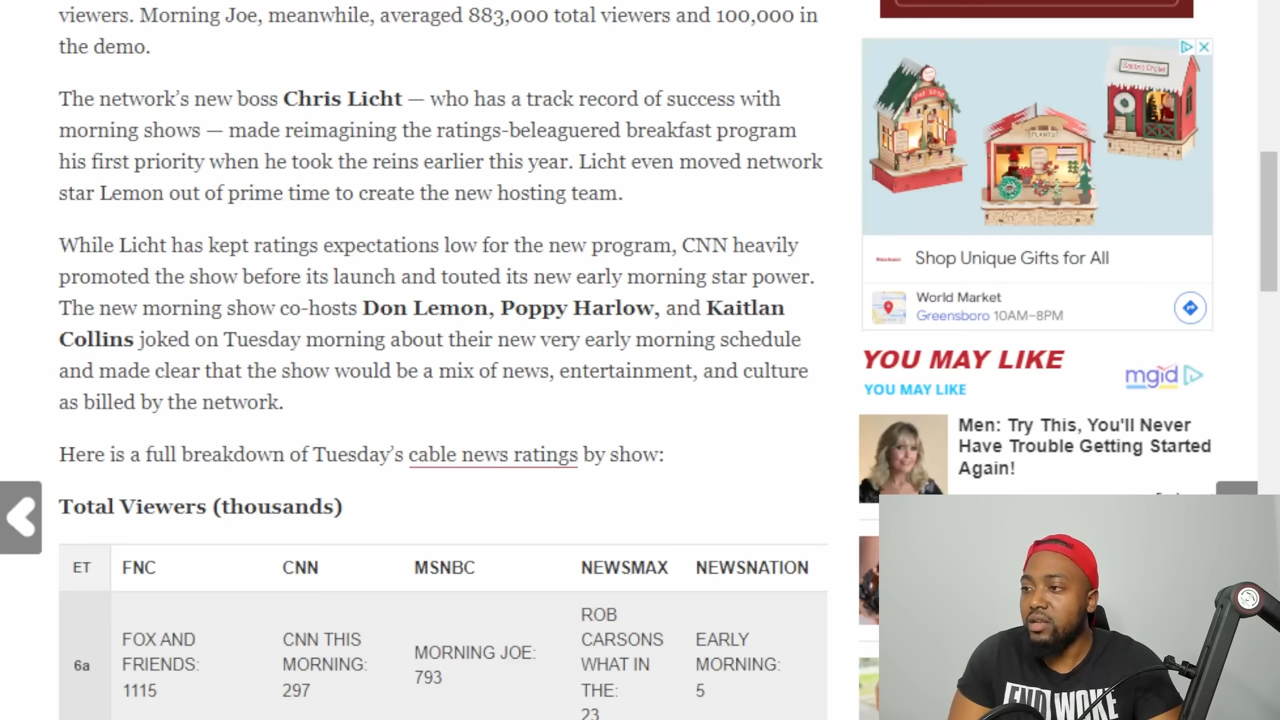 viewers. Morning Joe, meanwhile, averaged 883,000 total viewers and 100,000 in
the demo.
The network's new boss Chris Licht — who has a track record of success with
morning shows — made reimagining the ratings-beleaguered breakfast program
his first priority when he took the reins earlier this year. Licht even moved network
star Lemon out of prime time to create the new hosting team.
While Licht has kept ratings expectations low for the new program, CNN heavily
promoted the show before its launch and touted its new early morning star power.
The new morning show co-hosts Don Lemon, Poppy Harlow, and Kaitlan
Collins joked on Tuesday morning about their new very early morning schedule
and made clear that the show would be a mix of news, entertainment, and culture
as billed by the network.
Here is a full breakdown of Tuesday's cable news ratings by show:
Total Viewers (thousands)
ET FNC CNN MSNBC NEWSMAX NEWSNATION
6a
FOX AND
FRIENDS:
1115
CNN THIS
MORNING:
297
MORNING JOE:
793
ROB
CARSONS
WHAT IN
THE:
23
EARLY
MORNING:
5
Shop Unique Gifts for All
World Market
Greensboro 10AM–8PM
YOU MAY LIKE
YOU MAY LIKE
mgid
Men: Try This, You'll Never
Have Trouble Getting Started
Again!
END WOKE